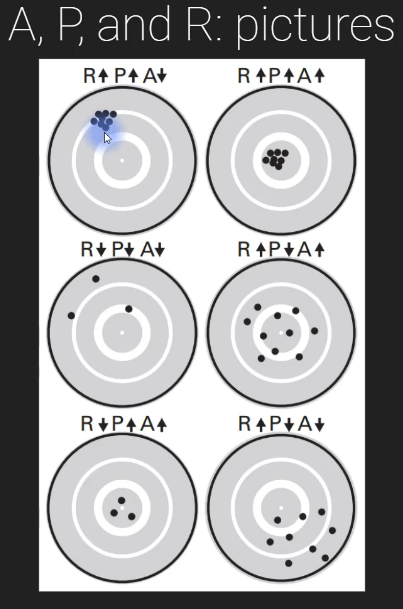 A, P, and R: pictures
R↑ P↑ A↓
R↑P↑A↑
R↓P↓A↓
R↑P↓A↑
R↓P↑A↑
R↑P↓A↓